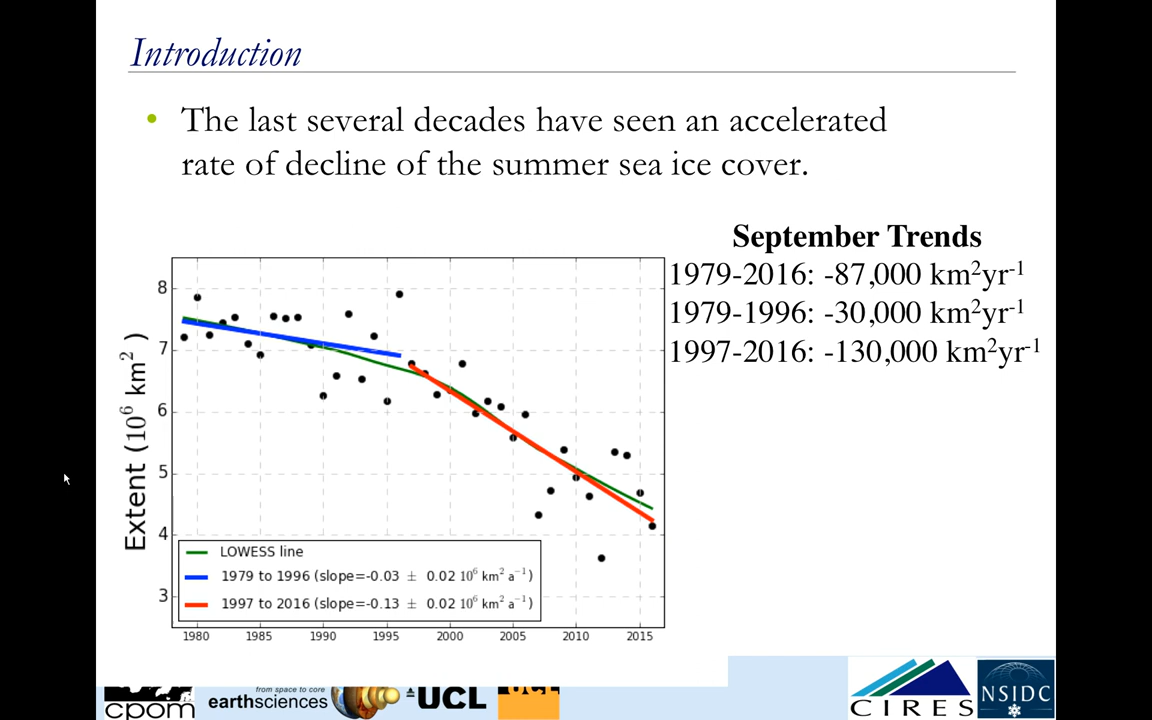 Introduction
• The last several decades have seen an accelerated
rate of decline of the summer sea ice cover.
September Trends
1979-2016: -87,000 km²yr⁻¹
1979-1996: -30,000 km²yr⁻¹
1997-2016: -130,000 km²yr⁻¹
Extent (10⁶ km²)
8
7
6
5
4
3
LOWESS line
1979 to 1996 (slope=-0.03 ± 0.02 10⁶ km² a⁻¹)
1997 to 2016 (slope=-0.13 ± 0.02 10⁶ km² a⁻¹)
1980 1985 1990 1995 2000 2005 2010 2015
cpom
from space to core
earthsciences
UCL
UCL
CIRES
NSIDC